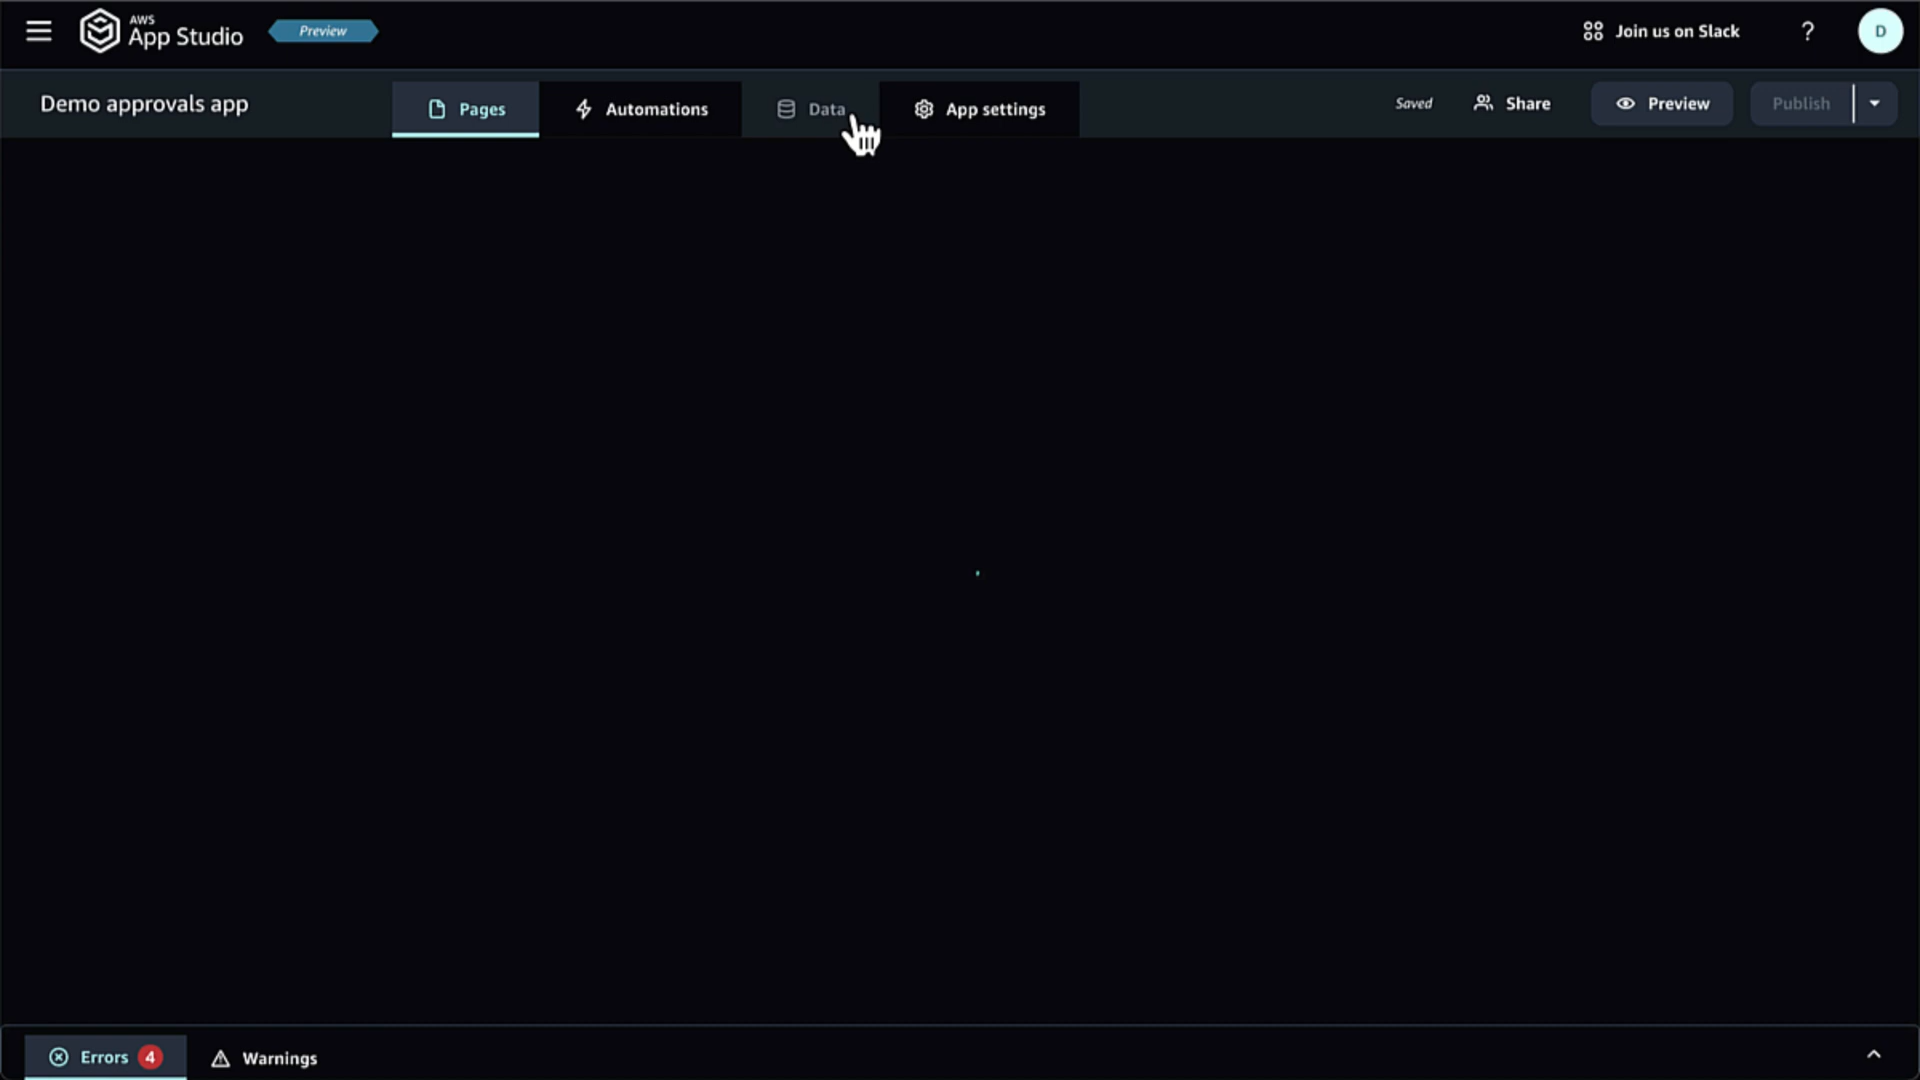 AWS
App Studio
Preview
Join us on Slack
?
D
Demo approvals app
Pages
Automations
Data
App settings
Saved
Share
Preview
Publish
Errors 4
Warnings